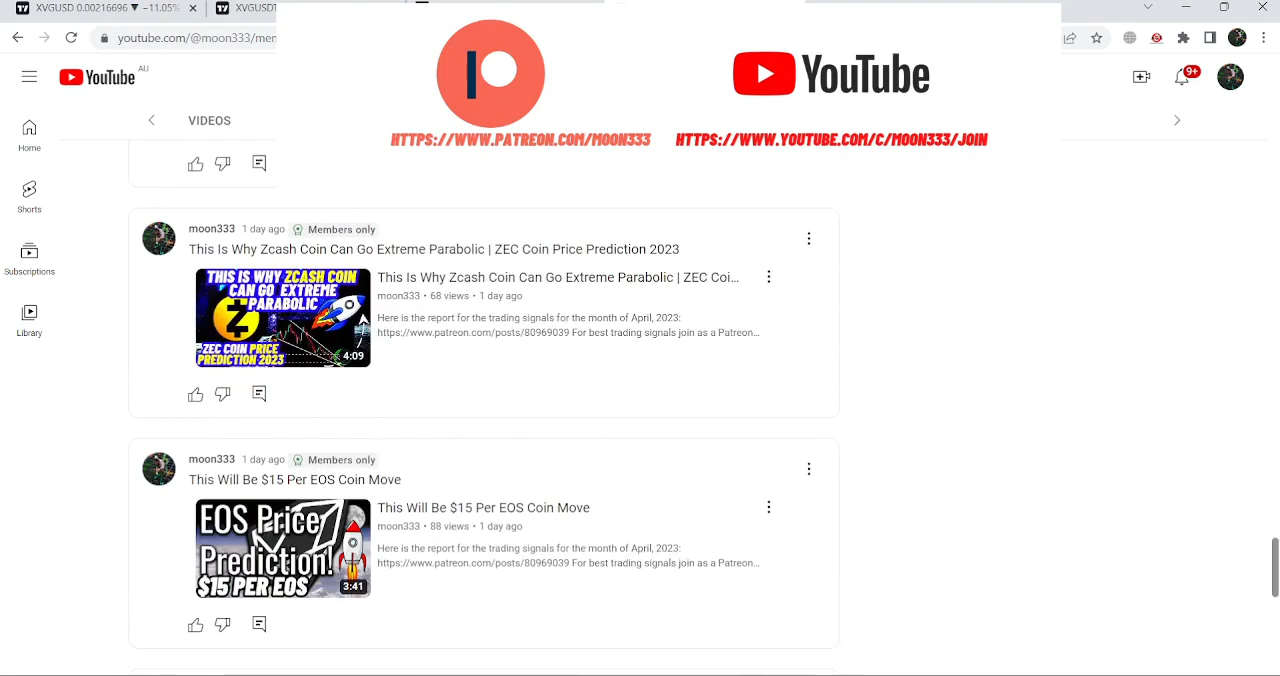 XVGUSD 0.00216696 ▼ −11.05%
XVGUSD
youtube.com/@moon333/mem
YouTube AU
YouTube
HTTPS://WWW.PATREON.COM/MOON333
HTTPS://WWW.YOUTUBE.COM/C/MOON333/JOIN
9+
VIDEOS
Home
Shorts
Subscriptions
Library
moon333 1 day ago Members only
This Is Why Zcash Coin Can Go Extreme Parabolic | ZEC Coin Price Prediction 2023
THIS IS WHY ZCASH COIN
CAN GO EXTREME
PARABOLIC
ZEC COIN PRICE
PREDICTION 2023
4:09
This Is Why Zcash Coin Can Go Extreme Parabolic | ZEC Coi...
moon333 • 68 views • 1 day ago
Here is the report for the trading signals for the month of April, 2023:
https://www.patreon.com/posts/80969039 For best trading signals join as a Patreon...
moon333 1 day ago Members only
This Will Be $15 Per EOS Coin Move
EOS Price
Prediction!
$15 PER EOS
3:41
This Will Be $15 Per EOS Coin Move
moon333 • 88 views • 1 day ago
Here is the report for the trading signals for the month of April, 2023:
https://www.patreon.com/posts/80969039 For best trading signals join as a Patreon...